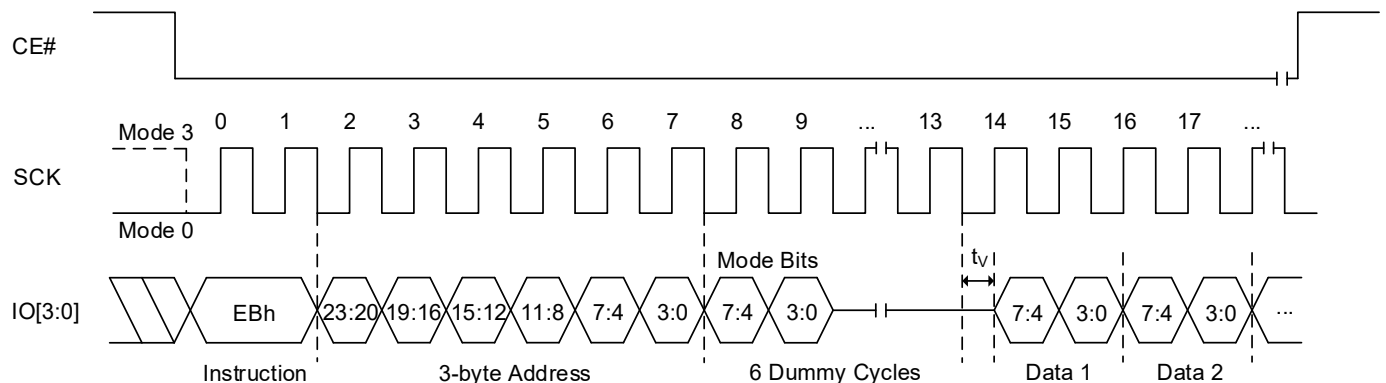 CE#
0 1 2 3 4 5 6 7 8 9 ... 13 14 15 16 17 ...
Mode 3
SCK
Mode 0
Mode Bits
tV
IO[3:0]
EBh 23:20 19:16 15:12 11:8 7:4 3:0 7:4 3:0 7:4 3:0 7:4 3:0 ...
Instruction 3-byte Address 6 Dummy Cycles Data 1 Data 2